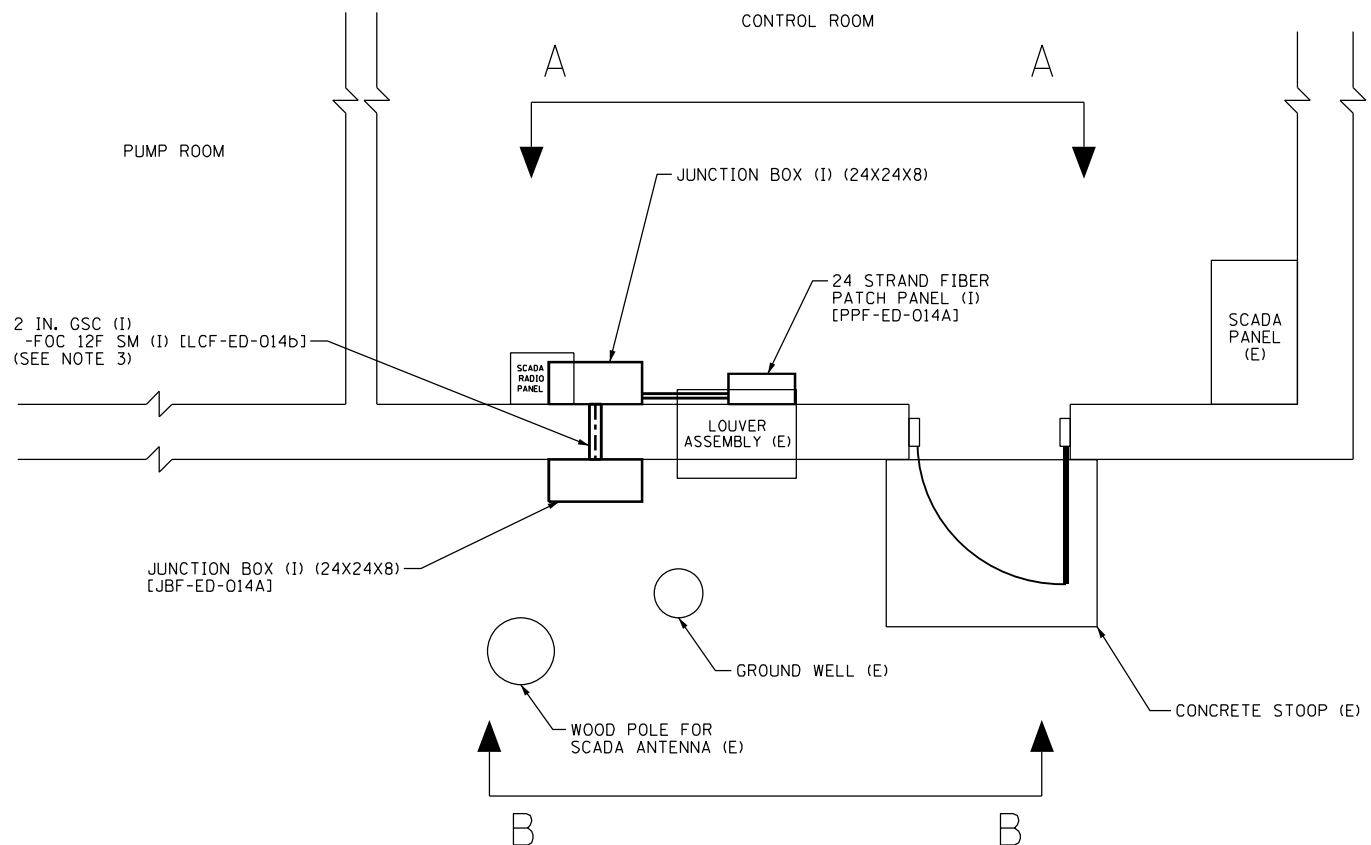 CONTROL ROOM
A
A
PUMP ROOM
JUNCTION BOX (I) (24X24X8)
24 STRAND FIBER
PATCH PANEL (I)
[PPF-ED-014A]
2 IN. GSC (I)
-FOC 12F SM (I) [LCF-ED-014b]
(SEE NOTE 3)
SCADA
PANEL
(E)
SCADA
RADIO
PANEL
LOUVER
ASSEMBLY (E)
JUNCTION BOX (I) (24X24X8)
[JBF-ED-014A]
GROUND WELL (E)
CONCRETE STOOP (E)
WOOD POLE FOR
SCADA ANTENNA (E)
B
B